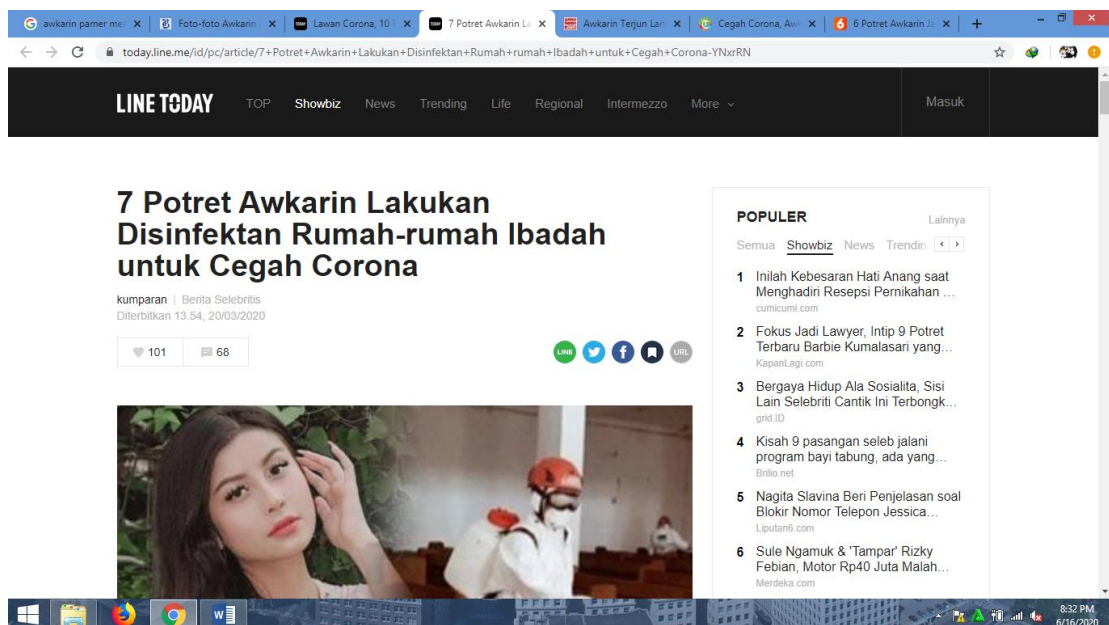 awkarin pamer me
Foto-foto Awkarin
Lawan Corona, 10
7 Potret Awkarin La
Awkarin Terjun Lan
Cegah Corona, Aw
6 Potret Awkarin Ja
today.line.me/id/pc/article/7+Potret+Awkarin+Lakukan+Disinfektan+Rumah+rumah+Ibadah+untuk+Cegah+Corona-YNxrRN
LINE TODAY
TOP Showbiz News Trending Life Regional Intermezzo More
Masuk
7 Potret Awkarin Lakukan
Disinfektan Rumah-rumah Ibadah
untuk Cegah Corona
kumparan | Berita Selebritis
Diterbitkan 13.54, 20/03/2020
101 68
LINE URL
POPULER Lainnya
Semua Showbiz News Trendin
1 Inilah Kebesaran Hati Anang saat
Menghadiri Resepsi Pernikahan ...
cumicumi.com
2 Fokus Jadi Lawyer, Intip 9 Potret
Terbaru Barbie Kumalasari yang...
KapanLagi.com
3 Bergaya Hidup Ala Sosialita, Sisi
Lain Selebriti Cantik Ini Terbongk...
grid.ID
4 Kisah 9 pasangan seleb jalani
program bayi tabung, ada yang...
Brilio.net
5 Nagita Slavina Beri Penjelasan soal
Blokir Nomor Telepon Jessica...
Liputan6.com
6 Sule Ngamuk & 'Tampar' Rizky
Febian, Motor Rp40 Juta Malah...
Merdeka.com
8:32 PM
6/16/2020